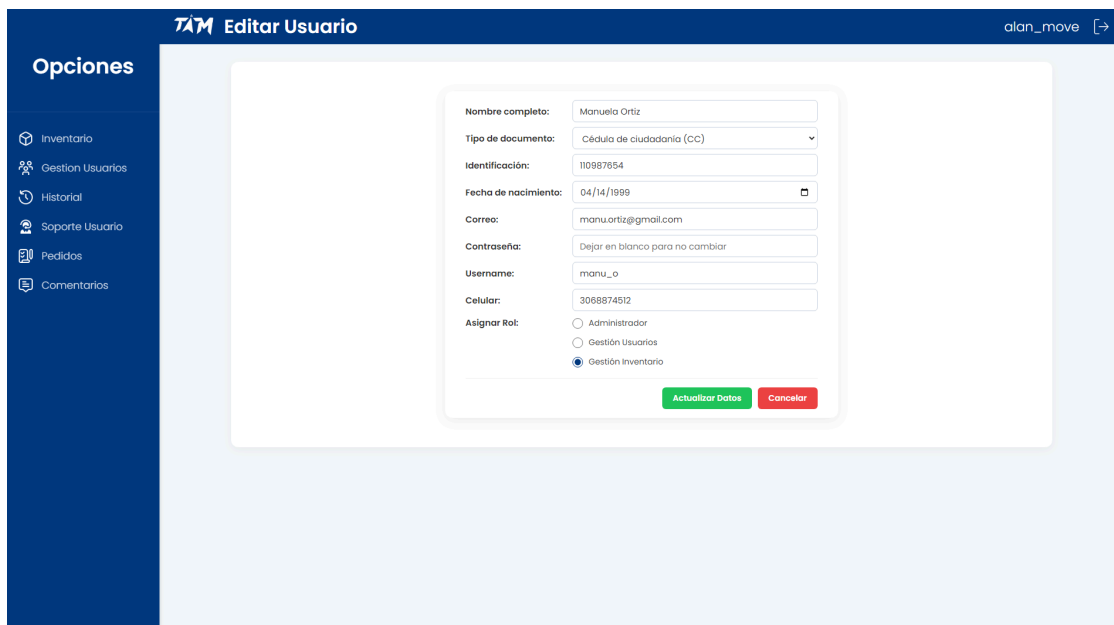 TAM Editar Usuario
alan_move
Opciones
Inventario
Gestion Usuarios
Historial
Soporte Usuario
Pedidos
Comentarios
Nombre completo: Manuela Ortiz
Tipo de documento: Cédula de ciudadanía (CC)
Identificación: 110987654
Fecha de nacimiento: 04/14/1999
Correo: manu.ortiz@gmail.com
Contraseña: Dejar en blanco para no cambiar
Username: manu_o
Celular: 3068874512
Asignar Rol: Administrador
Gestión Usuarios
Gestión Inventario
Actualizar Datos Cancelar